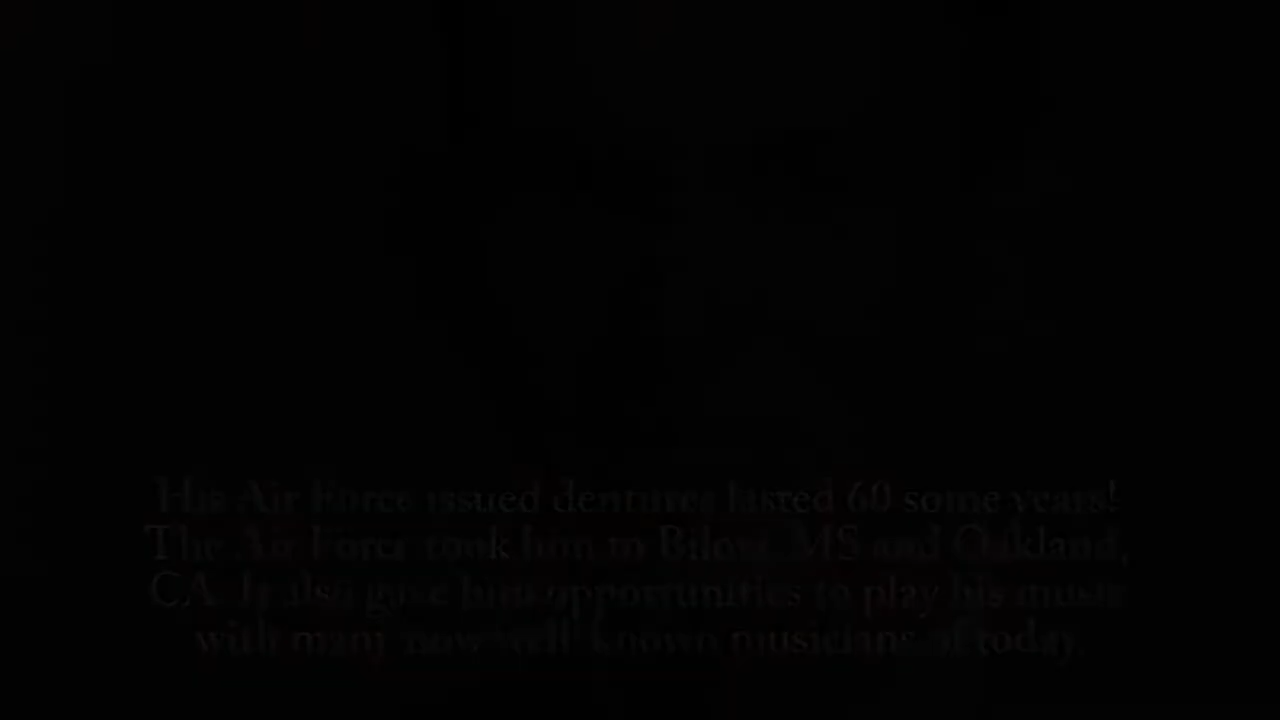 His Air Force issued dentures lasted 60 some years!
The Air Force took him to Biloxi, MS and Oakland,
CA. It also gave him opportunities to play his music
with many now well known musicians of today.